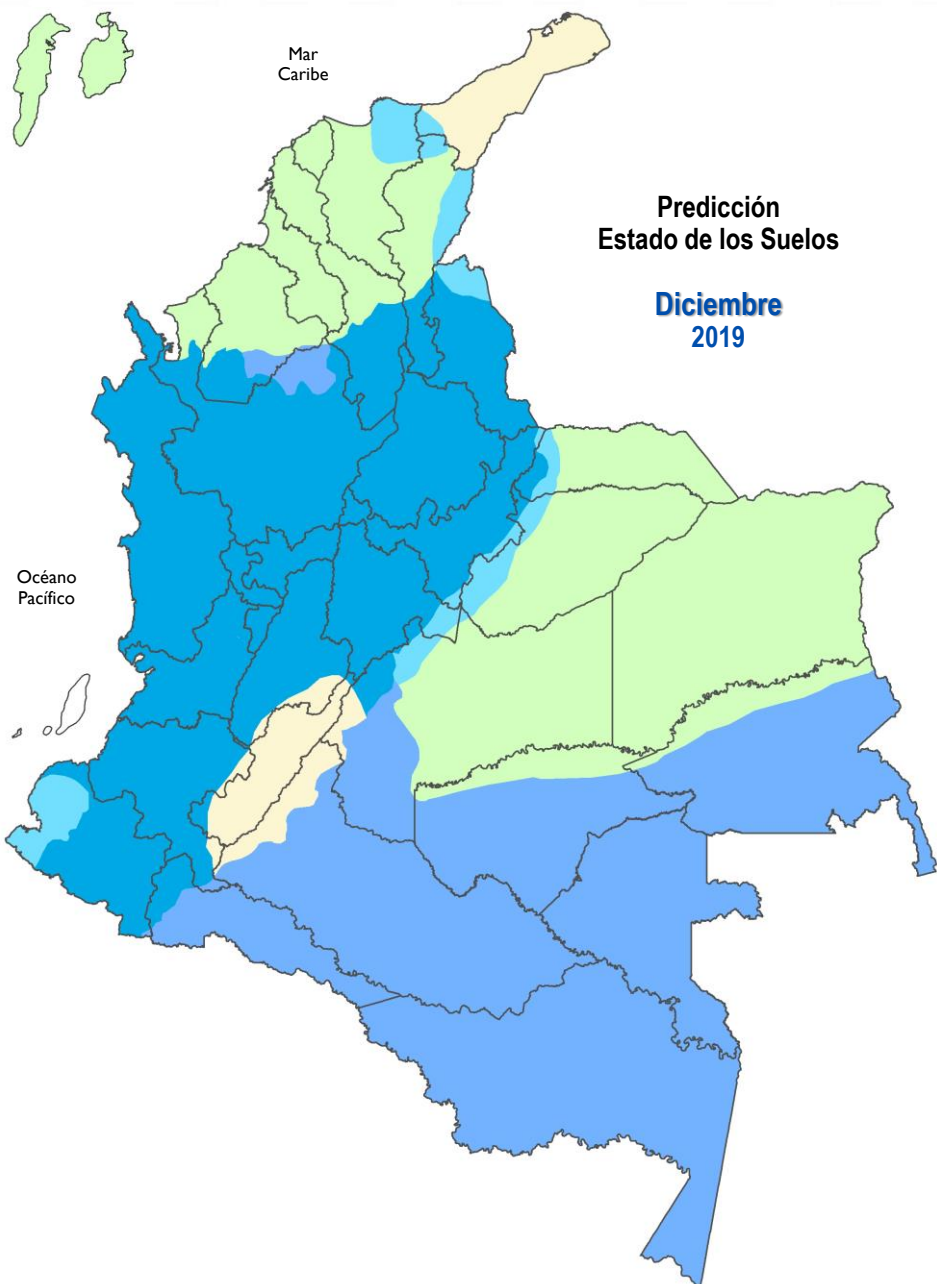 Mar
Caribe
Predicción
Estado de los Suelos
Diciembre
2019
Océano
Pacífico